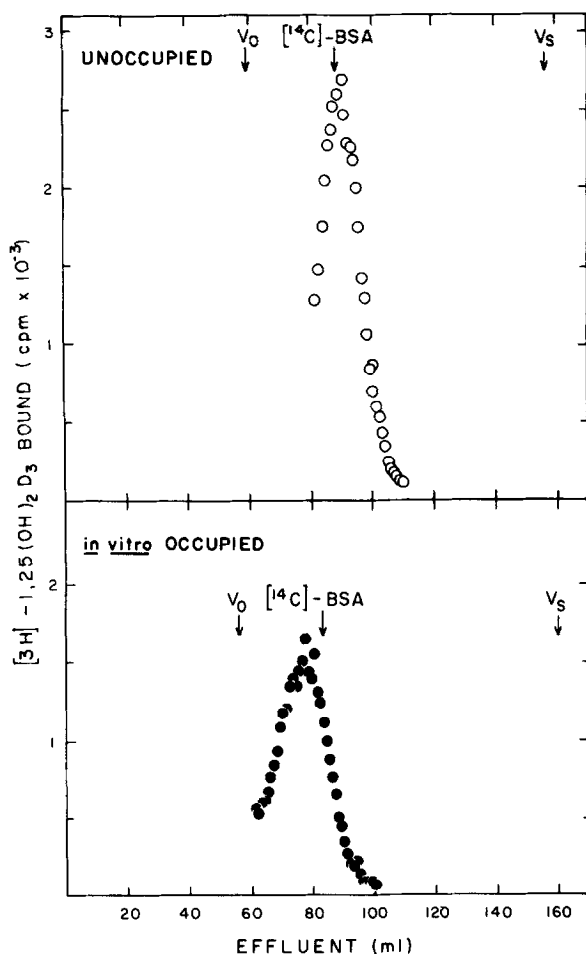 3
V₀ [¹⁴C]-BSA Vₛ
UNOCCUPIED
2
1
[3H]-1,25(OH)₂D₃ BOUND (cpm x 10⁻³)
in vitro OCCUPIED
2
V₀ [¹⁴C]-BSA Vₛ
1
20 40 60 80 100 120 140 160
EFFLUENT (ml)